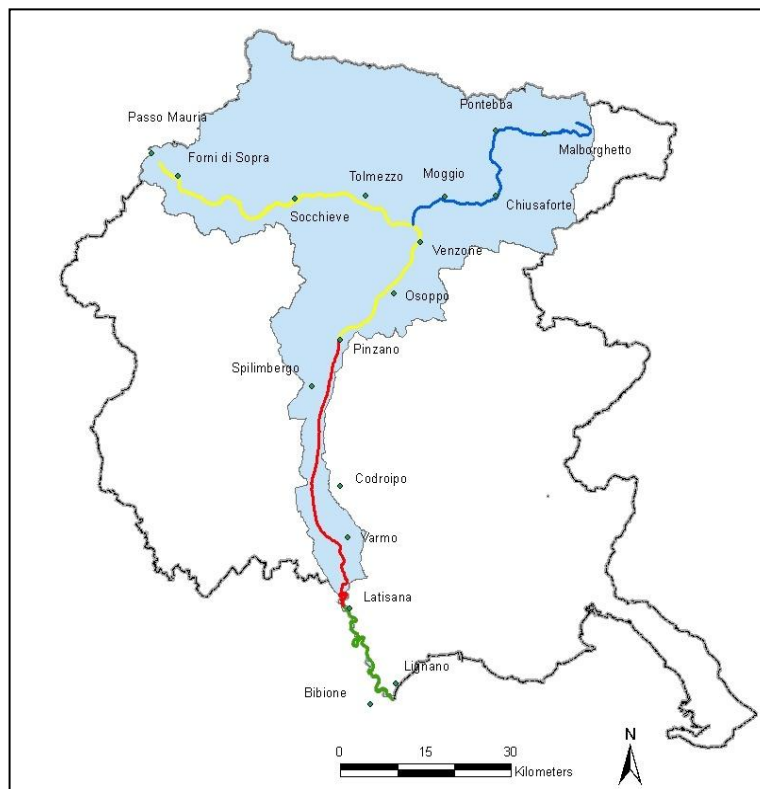 Pontebba
Passo Mauria
Malborghetto
Forni di Sopra
Tolmezzo
Moggio
Socchieve
Chiusaforte
Venzone
Osoppo
Pinzano
Spilimbergo
Codroipo
Varmo
Latisana
Lignano
Bibione
N
0 15 30
Kilometers